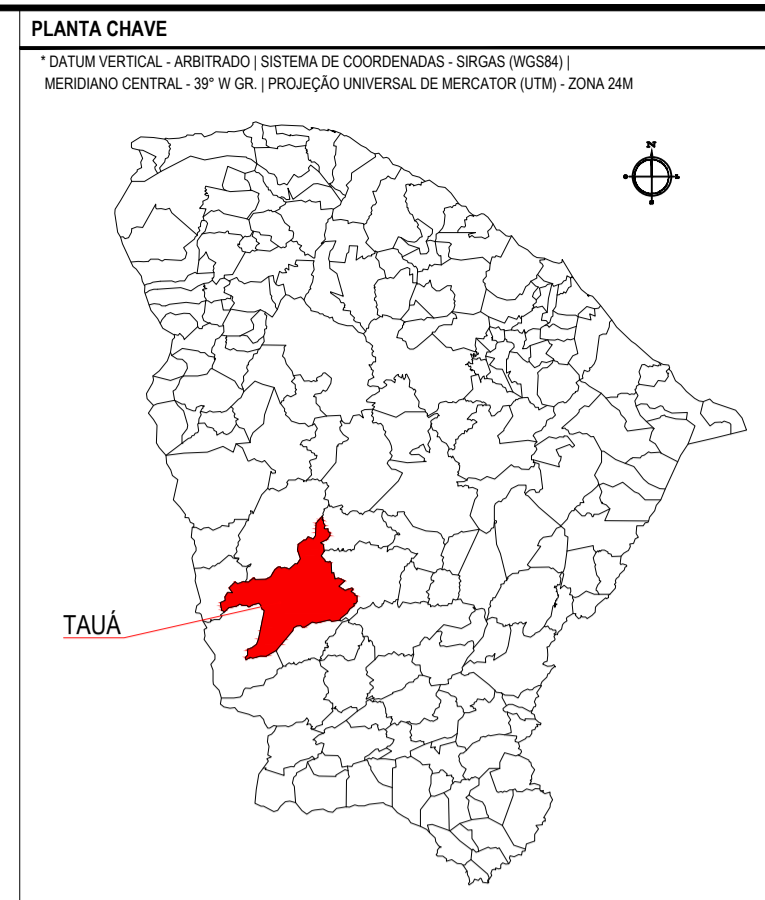 PLANTA CHAVE
* DATUM VERTICAL - ARBITRADO | SISTEMA DE COORDENADAS - SIRGAS (WGS84) |
MERIDIANO CENTRAL - 39° W GR. | PROJEÇÃO UNIVERSAL DE MERCATOR (UTM) - ZONA 24M
N
TAUÁ